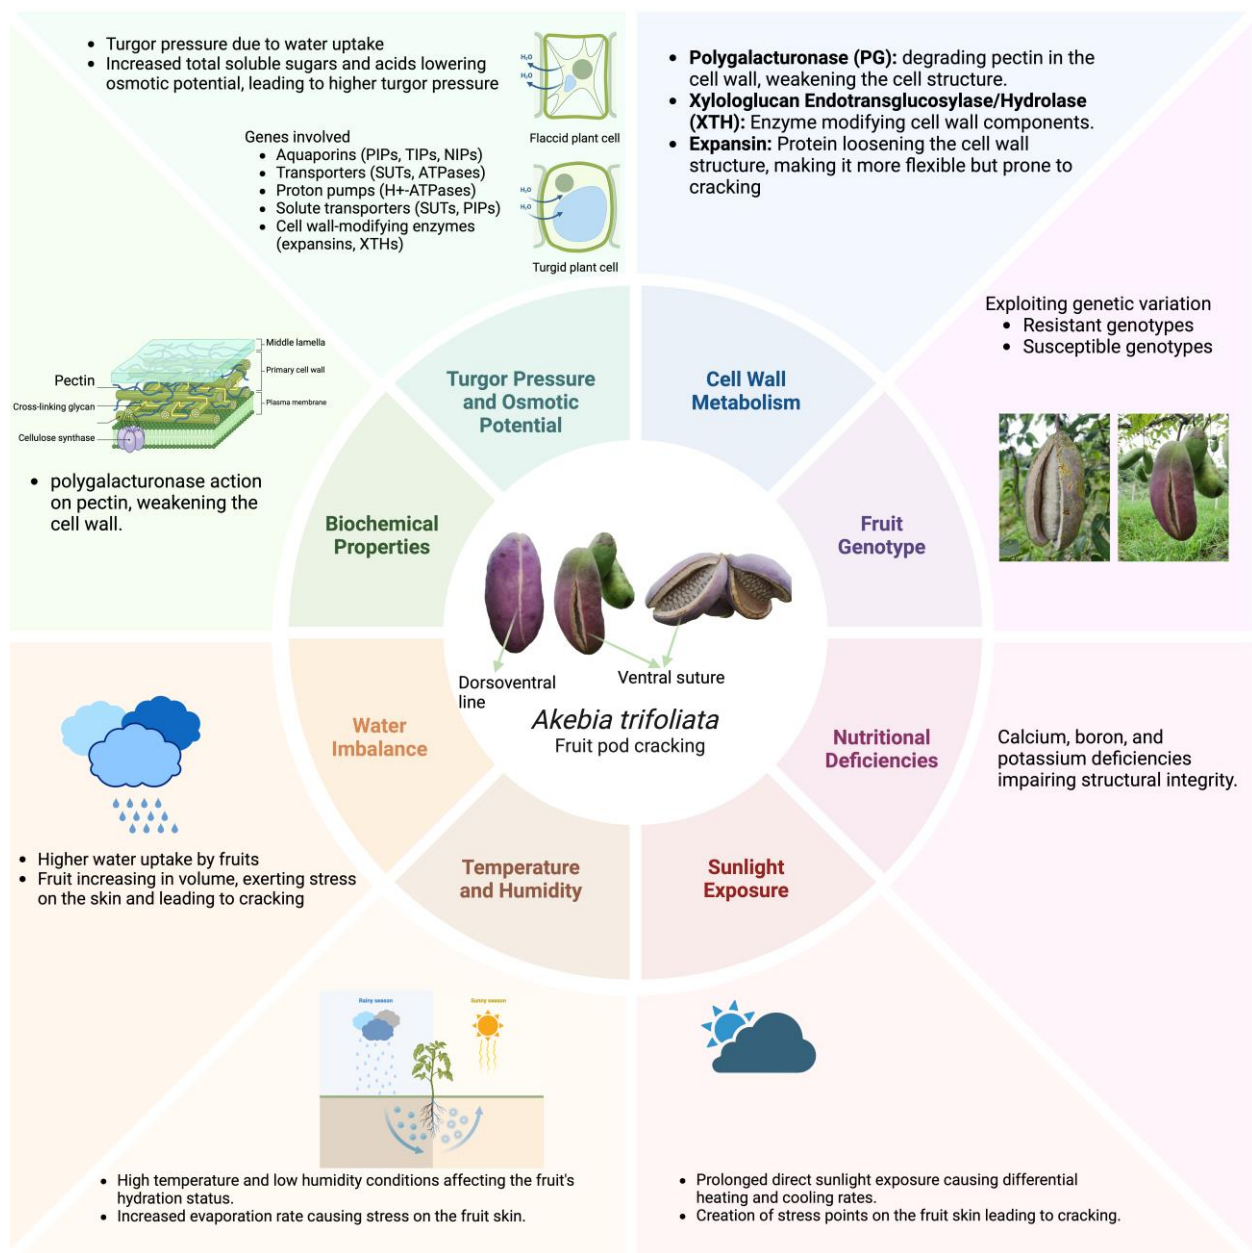 • Turgor pressure due to water uptake
• Increased total soluble sugars and acids lowering
osmotic potential, leading to higher turgor pressure
Genes involved
• Aquaporins (PIPs, TIPs, NIPs)
• Transporters (SUTs, ATPases)
• Proton pumps (H+-ATPases)
• Solute transporters (SUTs, PIPs)
• Cell wall-modifying enzymes
(expansins, XTHs)
H₂O
H₂O
Flaccid plant cell
H₂O
H₂O
Turgid plant cell
• Polygalacturonase (PG): degrading pectin in the
cell wall, weakening the cell structure.
• Xylologlucan Endotransglucosylase/Hydrolase
(XTH): Enzyme modifying cell wall components.
• Expansin: Protein loosening the cell wall
structure, making it more flexible but prone to
cracking
Exploiting genetic variation
• Resistant genotypes
• Susceptible genotypes
Middle lamella
Primary cell wall
Plasma membrane
Pectin
Cross-linking glycan
Cellulose synthase
• polygalacturonase action
on pectin, weakening the
cell wall.
Turgor Pressure
and Osmotic
Potential
Cell Wall
Metabolism
Biochemical
Properties
Fruit
Genotype
Water
Imbalance
Nutritional
Deficiencies
Temperature
and Humidity
Sunlight
Exposure
Dorsoventral
line
Ventral suture
Akebia trifoliata
Fruit pod cracking
Calcium, boron, and
potassium deficiencies
impairing structural integrity.
• Higher water uptake by fruits
• Fruit increasing in volume, exerting stress
on the skin and leading to cracking
Rainy season
Sunny season
• High temperature and low humidity conditions affecting the fruit's
hydration status.
• Increased evaporation rate causing stress on the fruit skin.
• Prolonged direct sunlight exposure causing differential
heating and cooling rates.
• Creation of stress points on the fruit skin leading to cracking.